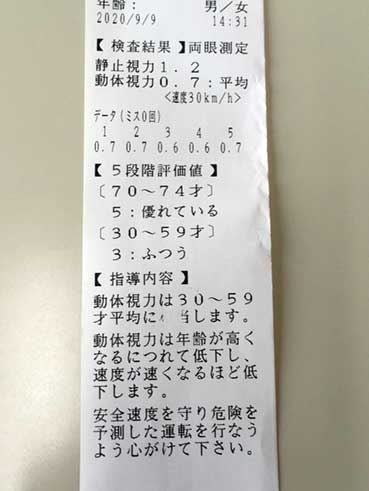 年齢： 男／女
2020/9/9 14:31
【 検査結果 】両眼測定
静止視力１.２
動体視力０.７：平均
<速度30km/h>
データ(ミス0回)
1 2 3 4 5
0.7 0.7 0.6 0.6 0.7
【 ５段階評価値 】
〔７０～７４才〕
５：優れている
〔３０～５９才〕
３：ふつう
【 指導内容 】
動体視力は３０～５９
才平均に 当します。
動体視力は年齢が高く
なるにつれて低下し、
速度が速くなるほど低
下します。
安全速度を守り危険を
予測した運転を行なう
よう心がけて下さい。